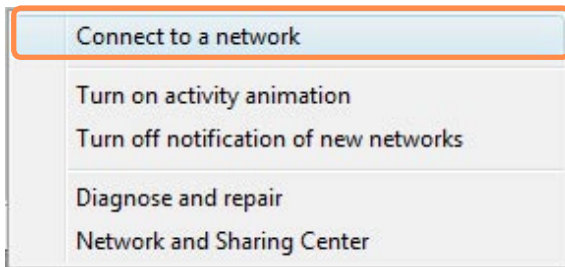 Connect to a network
Turn on activity animation
Turn off notification of new networks
Diagnose and repair
Network and Sharing Center